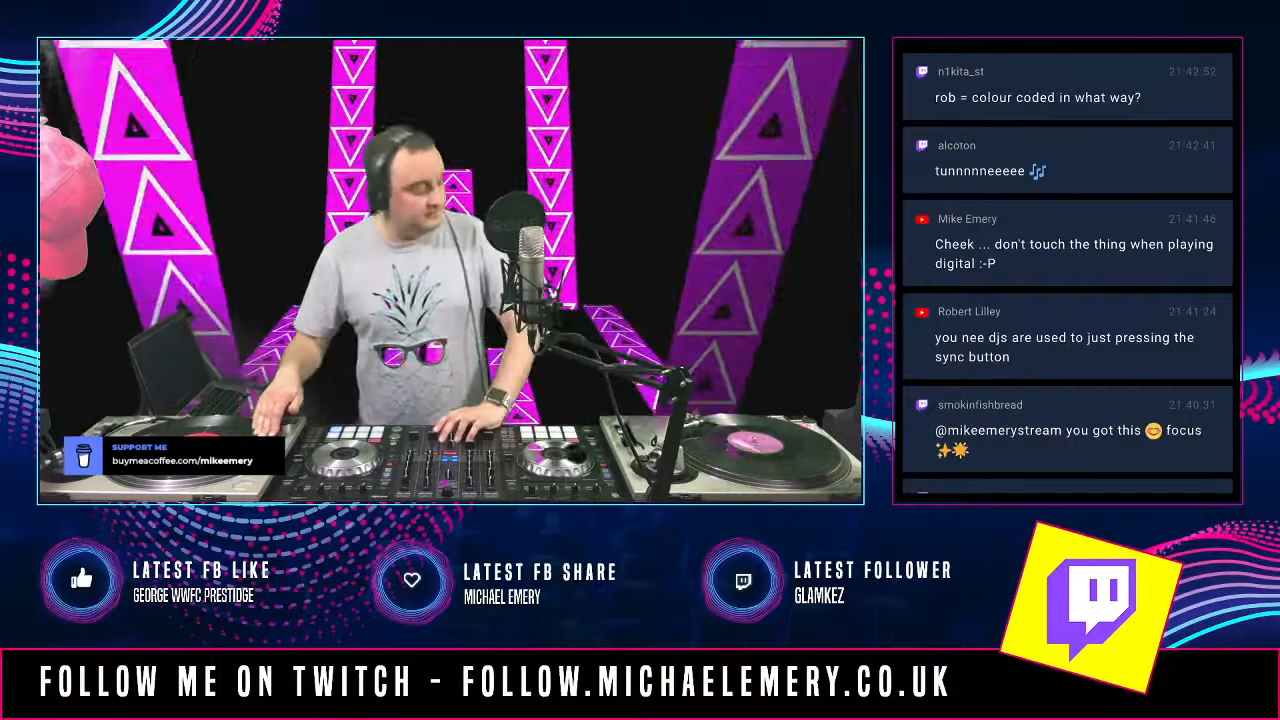 n1kita_st 21:42:52
rob = colour coded in what way?
alcoton 21:42:41
tunnnnneeeee 🎶
Mike Emery 21:41:46
Cheek ... don't touch the thing when playing
digital :-P
Robert Lilley 21:41:24
you nee djs are used to just pressing the
sync button
smokinfishbread 21:40:31
@mikeemerystream you got this 😊 focus
✨☀️
SUPPORT ME
buymeacoffee.com/mikeemery
LATEST FB LIKE
GEORGE WWFC PRESTIDGE
LATEST FB SHARE
MICHAEL EMERY
LATEST FOLLOWER
GLAMKEZ
FOLLOW ME ON TWITCH - FOLLOW.MICHAELEMERY.CO.UK